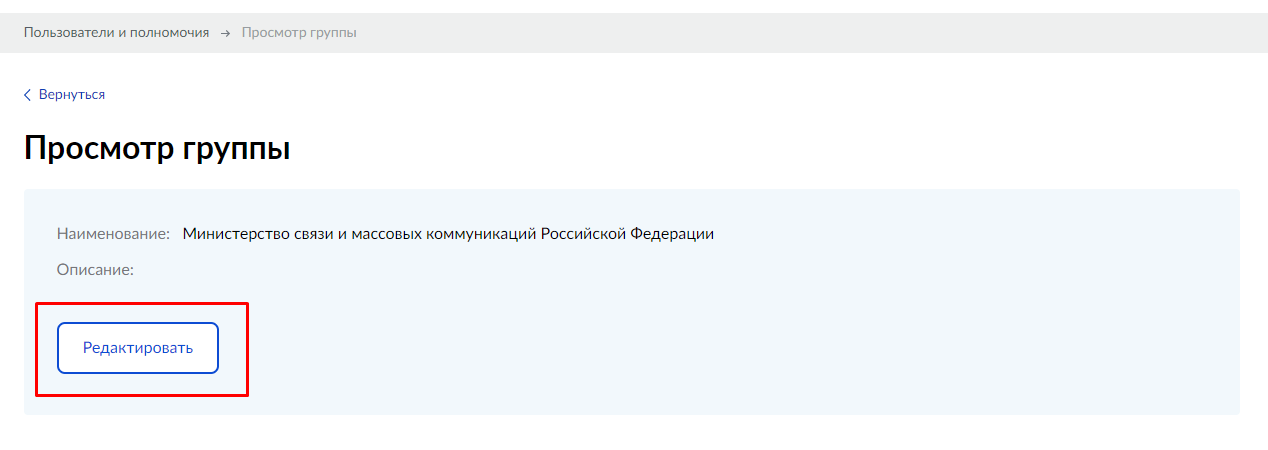 Пользователи и полномочия → Просмотр группы
Вернуться
Просмотр группы
Наименование: Министерство связи и массовых коммуникаций Российской Федерации
Описание:
Редактировать